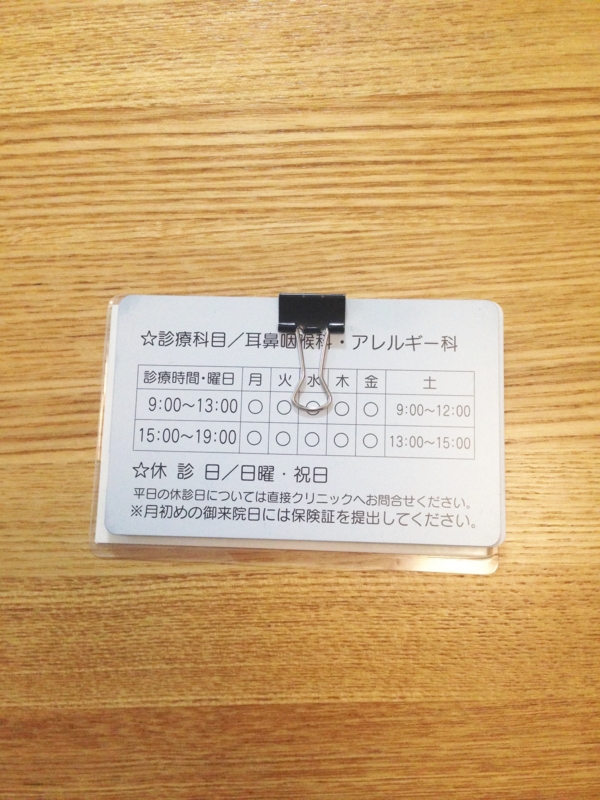 ☆診療科目／耳鼻咽喉科・アレルギー科
診療時間・曜日 月 火 水 木 金 土
9:00〜13:00 ○ ○ ○ ○ ○ 9:00〜12:00
15:00〜19:00 ○ ○ ○ ○ ○ 13:00〜15:00
☆休 診 日／日曜・祝日
平日の休診日については直接クリニックへお問合せください。
※月初めの御来院日には保険証を提出してください。